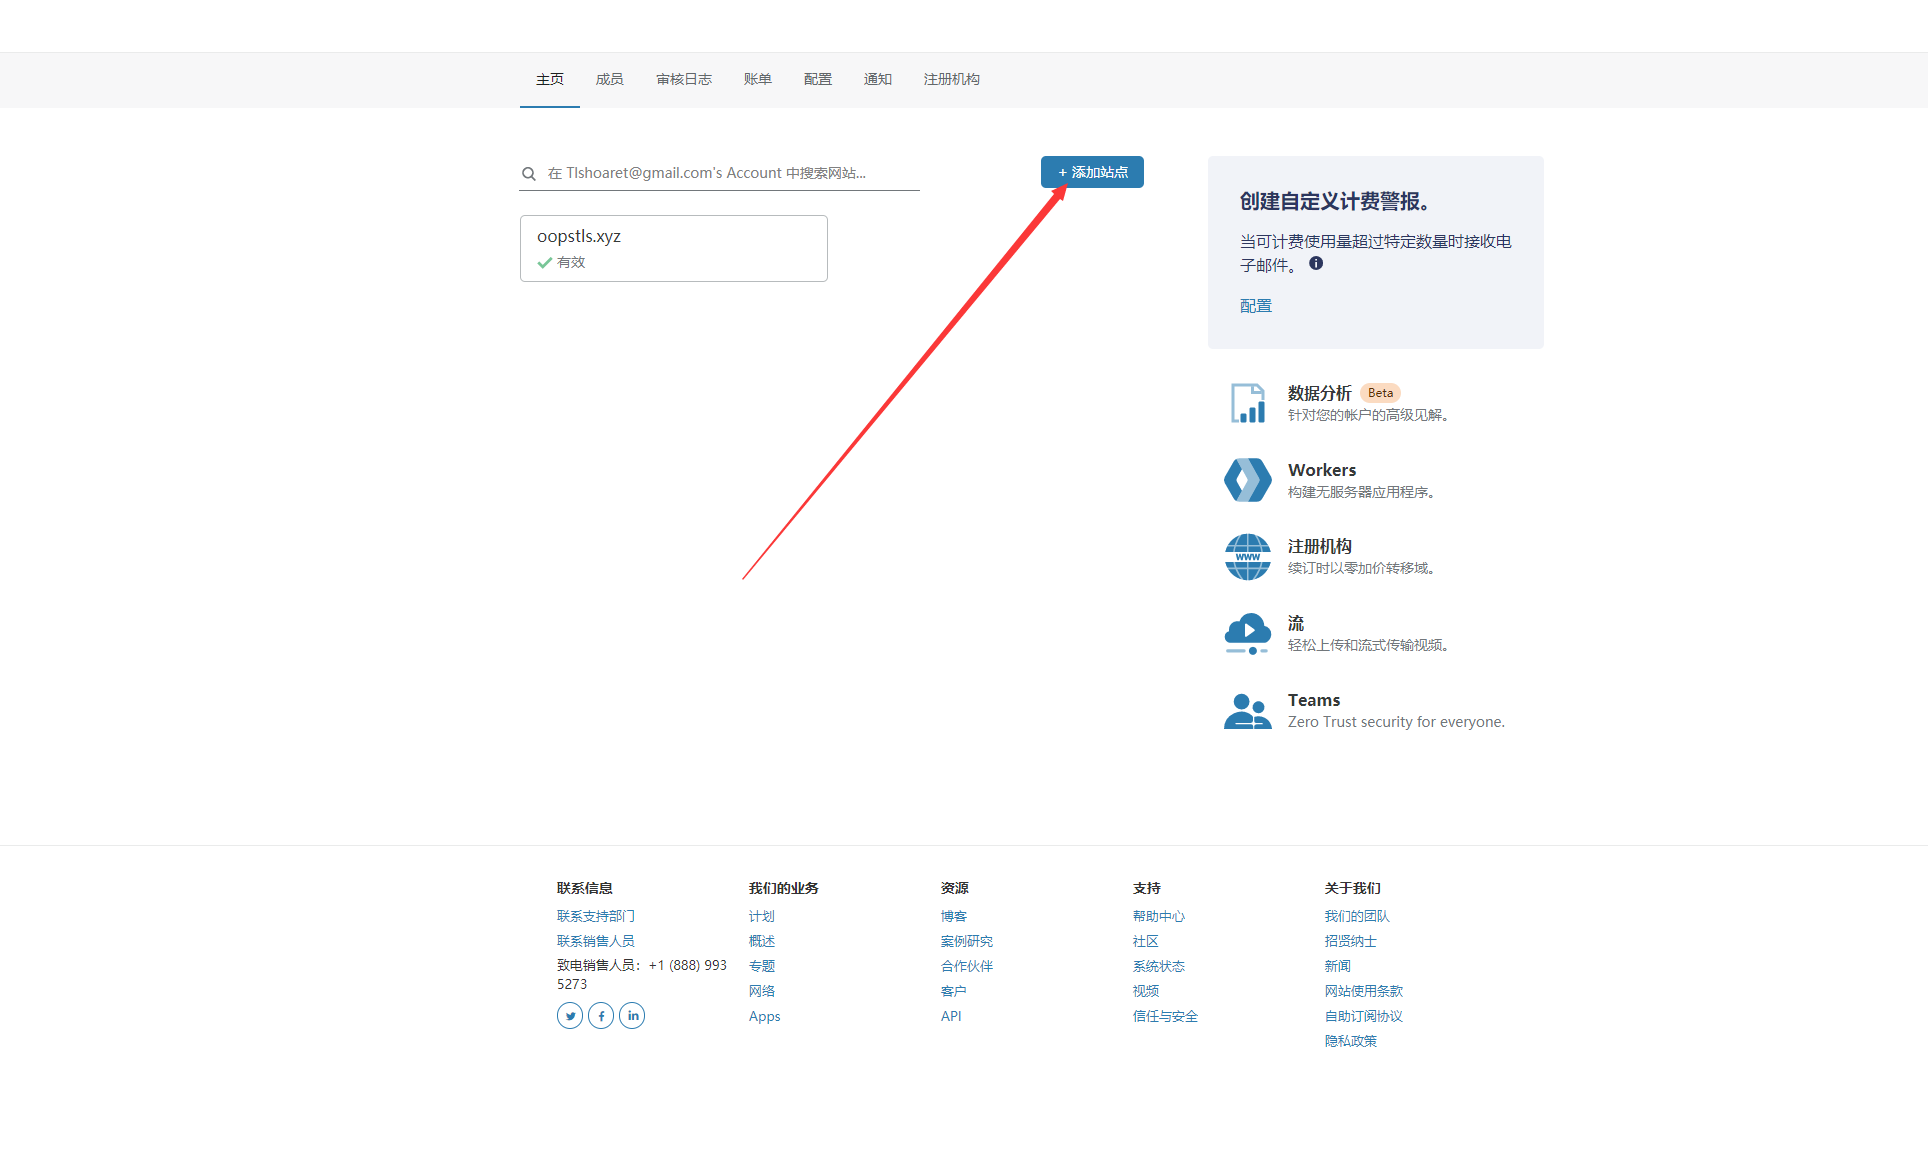 主页 成员 审核日志 账单 配置 通知 注册机构
在 Tlshoaret@gmail.com's Account 中搜索网站...
+ 添加站点
oopstls.xyz
有效
创建自定义计费警报。
当可计费使用量超过特定数量时接收电
子邮件。
配置
数据分析 Beta
针对您的帐户的高级见解。
Workers
构建无服务器应用程序。
WWW
注册机构
续订时以零加价转移域。
流
轻松上传和流式传输视频。
Teams
Zero Trust security for everyone.
联系信息
联系支持部门
联系销售人员
致电销售人员：+1 (888) 993
5273
我们的业务
计划
概述
专题
网络
Apps
资源
博客
案例研究
合作伙伴
客户
API
支持
帮助中心
社区
系统状态
视频
信任与安全
关于我们
我们的团队
招贤纳士
新闻
网站使用条款
自助订阅协议
隐私政策